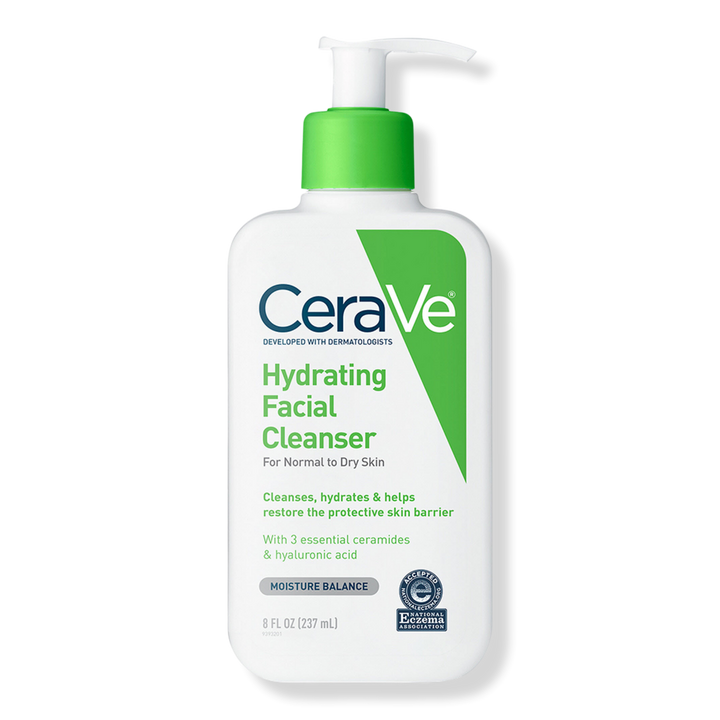 CeraVe®
DEVELOPED WITH DERMATOLOGISTS
Hydrating
Facial
Cleanser
For Normal to Dry Skin
Cleanses, hydrates & helps
restore the protective skin barrier
With 3 essential ceramides
& hyaluronic acid
MOISTURE BALANCE
8 FL OZ (237 mL)
ACCEPTED
NATIONALECZEMA.ORG
e
NATIONAL
Eczema
ASSOCIATION